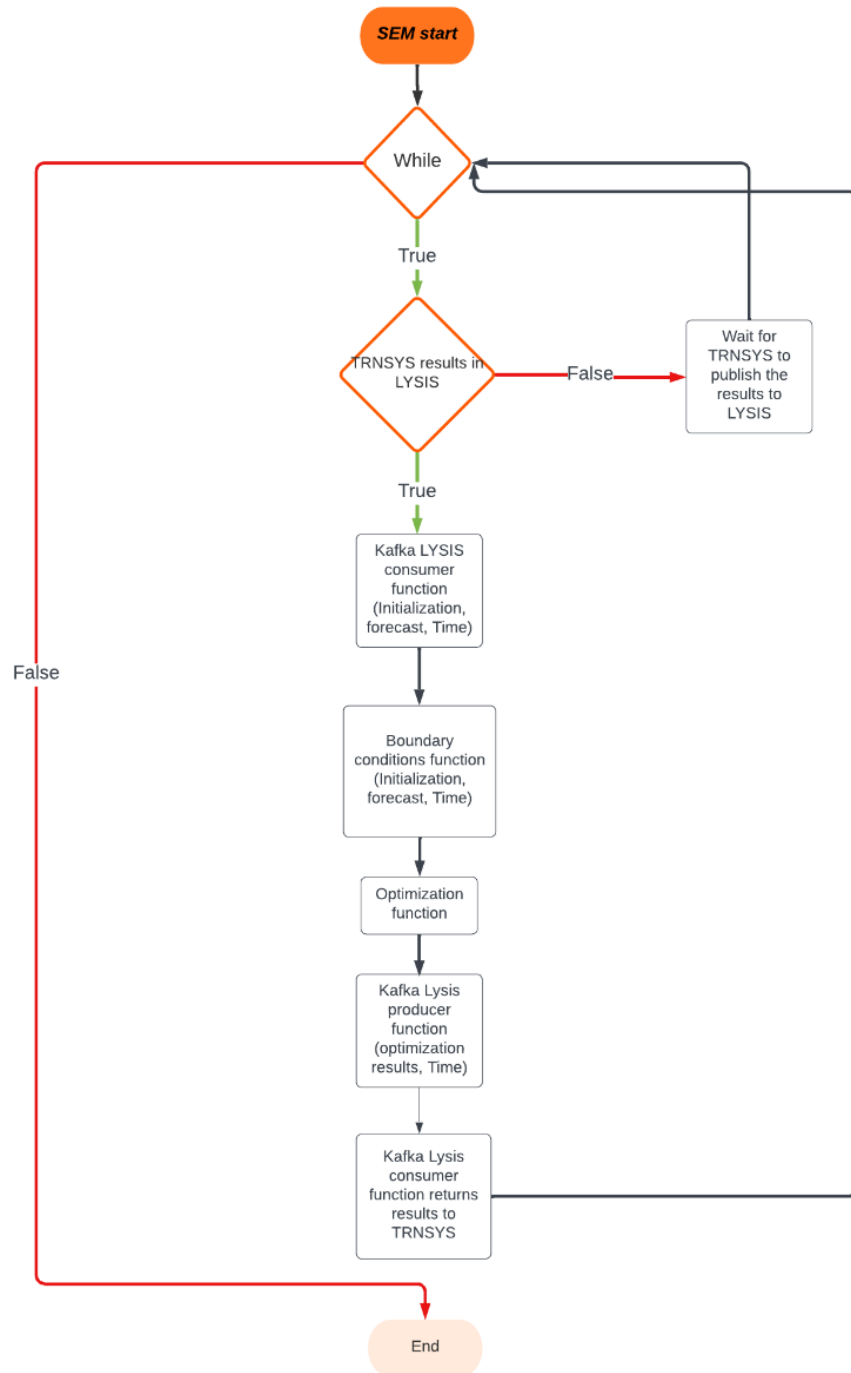 SEM start
While
True
TRNSYS results in
LYSIS
False
Wait for
TRNSYS to
publish the
results to
LYSIS
True
Kafka LYSIS
consumer
function
(Initialization,
forecast, Time)
False
Boundary
conditions function
(Initialization,
forecast, Time)
Optimization
function
Kafka Lysis
producer
function
(optimization
results, Time)
Kafka Lysis
consumer
function returns
results to
TRNSYS
End